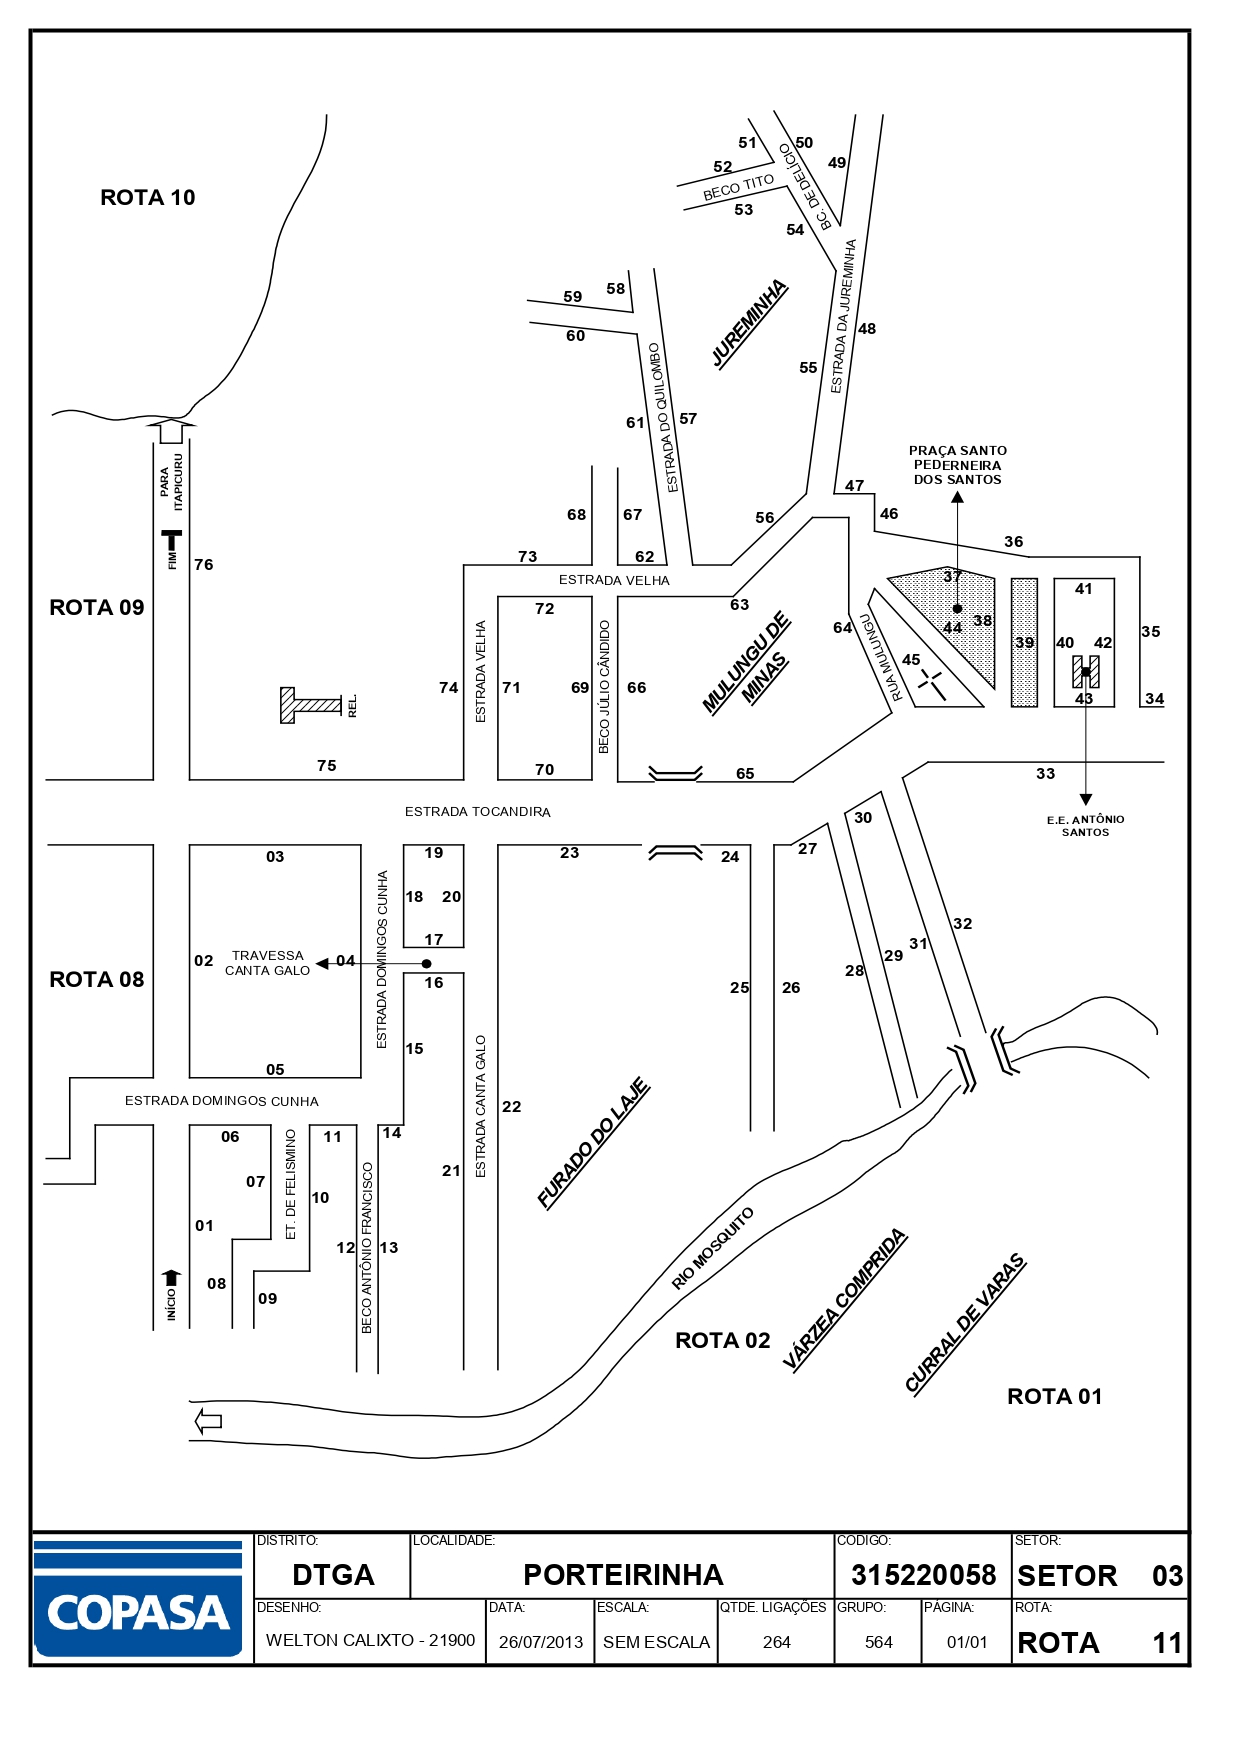 ROTA 10
51
50
49
52
BECO TITO
53
BC. DE DELÍCIO
54
JUREMINHA
ESTRADA DA JUREMINHA
48
55
59
58
60
ESTRADA DO QUILOMBO
61
57
PARA
ITAPICURU
FIM
76
ROTA 09
PRAÇA SANTO
PEDERNEIRA
DOS SANTOS
47
46
36
56
68
67
73
62
ESTRADA VELHA
72
63
37
41
38
44
39
40
42
35
64
RUA MULUNGU
45
43
34
MULUNGU DE
MINAS
74
ESTRADA VELHA
71
69
BECO JÚLIO CÂNDIDO
66
REL.
75
70
65
33
ESTRADA TOCANDIRA
E.E. ANTÔNIO
SANTOS
30
03
19
23
24
27
18
20
17
16
02
TRAVESSA
CANTA GALO
04
ESTRADA DOMINGOS CUNHA
ROTA 08
25
26
28
29
31
32
15
05
ESTRADA DOMINGOS CUNHA
ESTRADA CANTA GALO
22
21
FURADO DO LAJE
06
11
14
07
ET. DE FELISMINO
10
01
12
BECO ANTÔNIO FRANCISCO
13
08
09
INÍCIO
RIO MOSQUITO
VÁRZEA COMPRIDA
CURRAL DE VARAS
ROTA 02
ROTA 01
COPASA
DISTRITO:
DTGA
LOCALIDADE:
PORTEIRINHA
CODIGO:
315220058
SETOR:
SETOR 03
DESENHO:
WELTON CALIXTO - 21900
DATA:
26/07/2013
ESCALA:
SEM ESCALA
QTDE. LIGAÇÕES
264
GRUPO:
564
PÁGINA:
01/01
ROTA:
ROTA 11